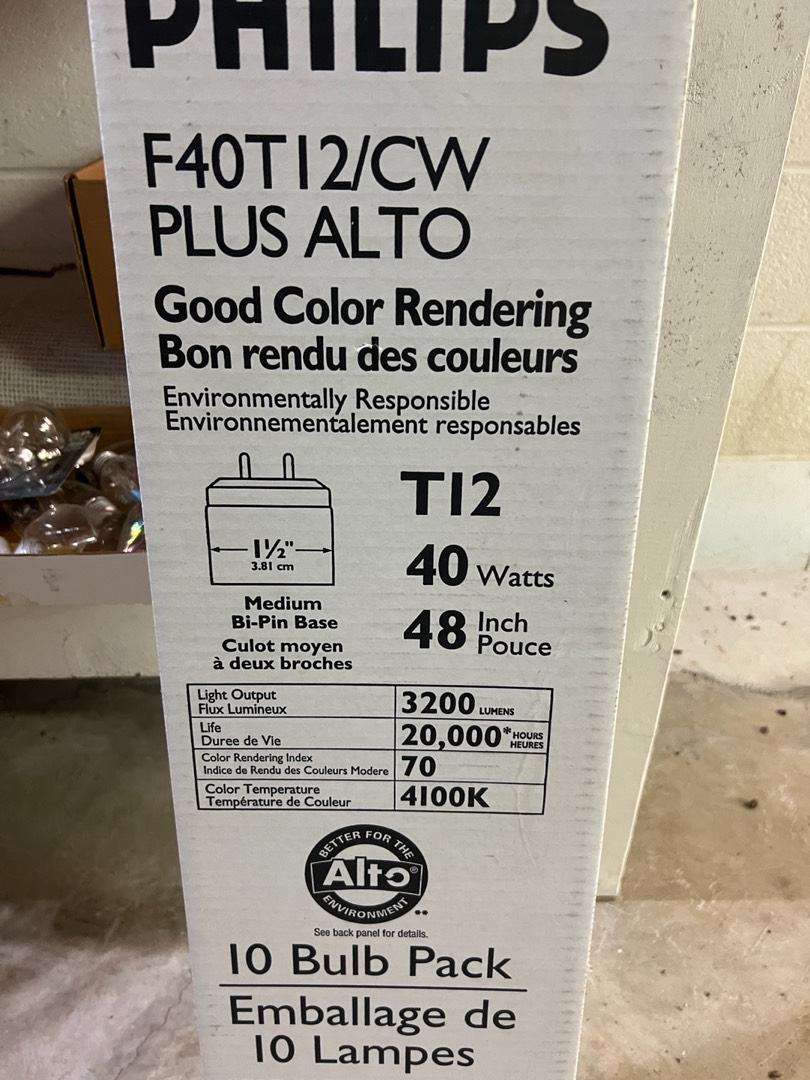 PHILIPS
F40T12/CW
PLUS ALTO
Good Color Rendering
Bon rendu des couleurs
Environmentally Responsible
Environnementalement responsables
1½"
3.81 cm
Medium
Bi-Pin Base
Culot moyen
à deux broches
T12
40 Watts
48 Inch
Pouce
Light Output
Flux Lumineux
3200 LUMENS
Life
Duree de Vie
20,000* HOURS
HEURES
Color Rendering Index
Indice de Rendu des Couleurs Modere
70
Color Temperature
Température de Couleur
4100K
BETTER FOR THE
Alto®
ENVIRONMENT
••
See back panel for details.
10 Bulb Pack
Emballage de
10 Lampes